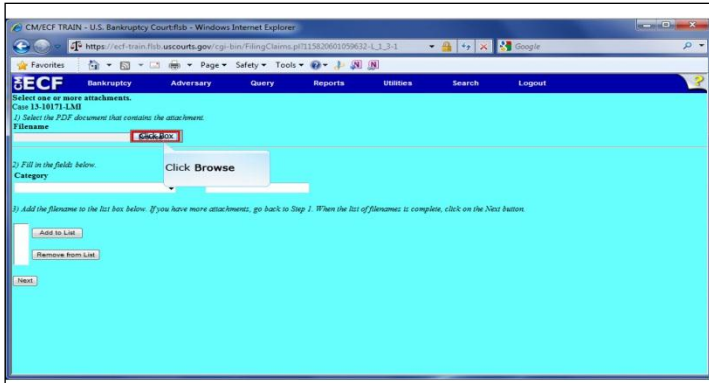 CM/ECF TRAIN - U.S. Bankruptcy Court:flsb - Windows Internet Explorer
https://ecf-train.flsb.uscourts.gov/cgi-bin/FilingClaims.pl?115820601059632-L_1_3-1
Google
Favorites Page Safety Tools
ECF Bankruptcy Adversary Query Reports Utilities Search Logout ?
Select one or more attachments.
Case 13-10171-LMI
1) Select the PDF document that contains the attachment.
Filename
Click Box
Click Browse
2) Fill in the fields below.
Category
3) Add the filename to the list box below. If you have more attachments, go back to Step 1. When the list of filenames is complete, click on the Next button.
Add to List
Remove from List
Next